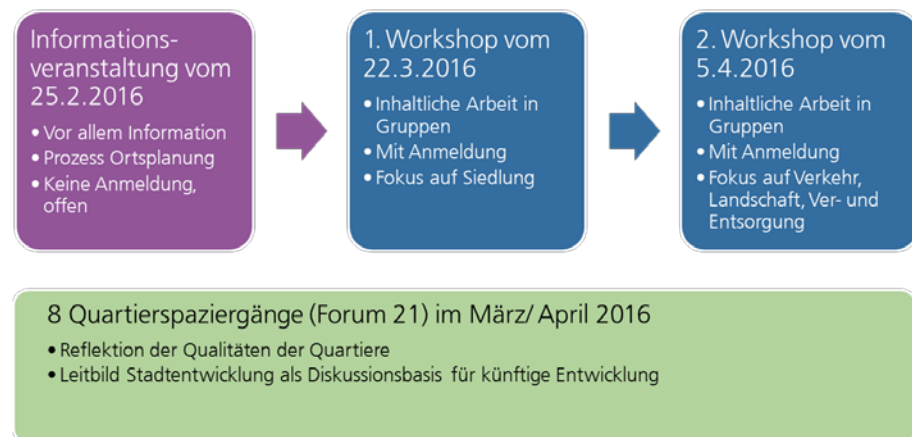 Informations-
veranstaltung vom
25.2.2016
• Vor allem Information
• Prozess Ortsplanung
• Keine Anmeldung,
offen
1. Workshop vom
22.3.2016
• Inhaltliche Arbeit in
Gruppen
• Mit Anmeldung
• Fokus auf Siedlung
2. Workshop vom
5.4.2016
• Inhaltliche Arbeit in
Gruppen
• Mit Anmeldung
• Fokus auf Verkehr,
Landschaft, Ver- und
Entsorgung
8 Quartierspaziergänge (Forum 21) im März/ April 2016
• Reflektion der Qualitäten der Quartiere
• Leitbild Stadtentwicklung als Diskussionsbasis für künftige Entwicklung